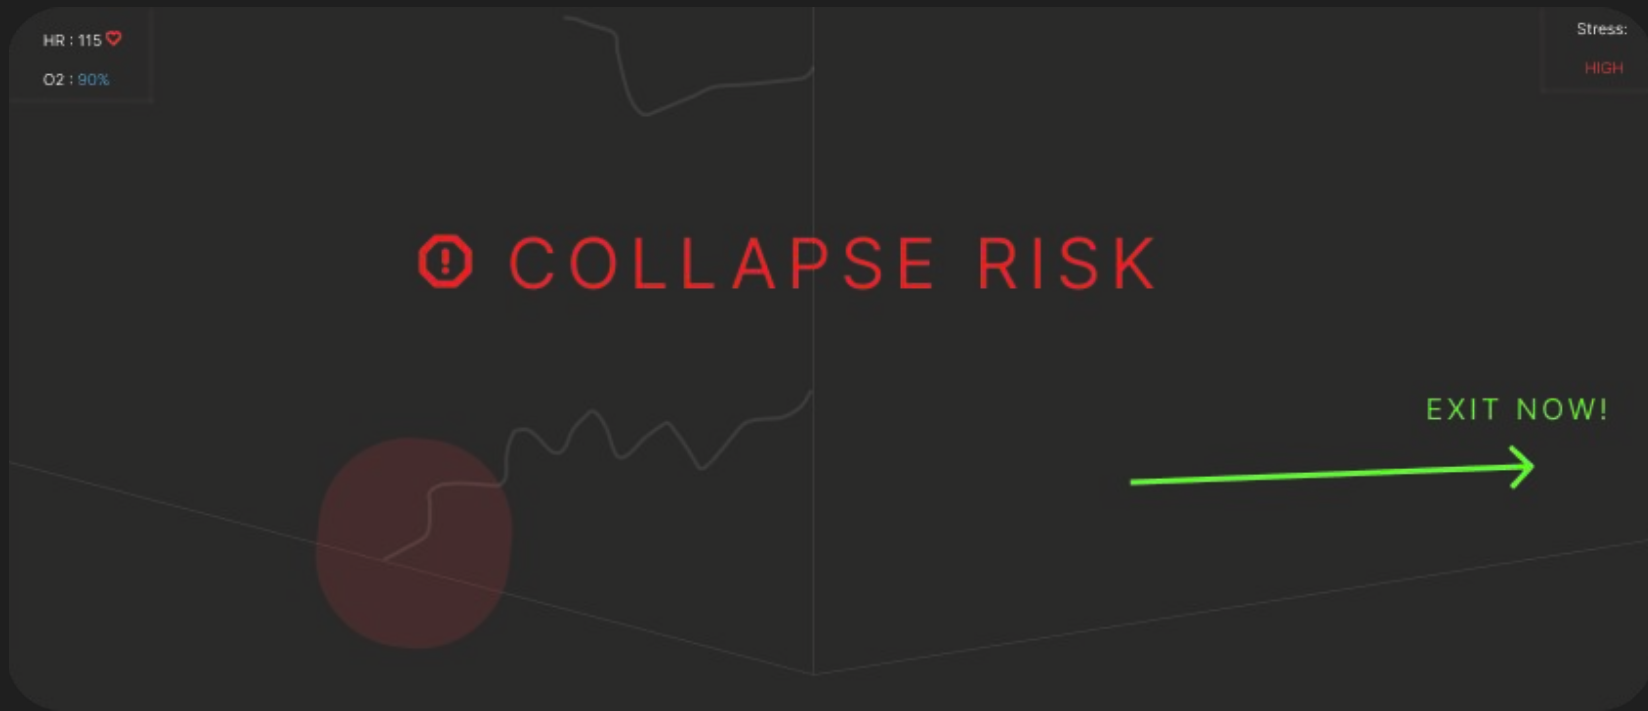 HR : 115
O2 : 90%
Stress:
HIGH
COLLAPSE RISK
EXIT NOW!